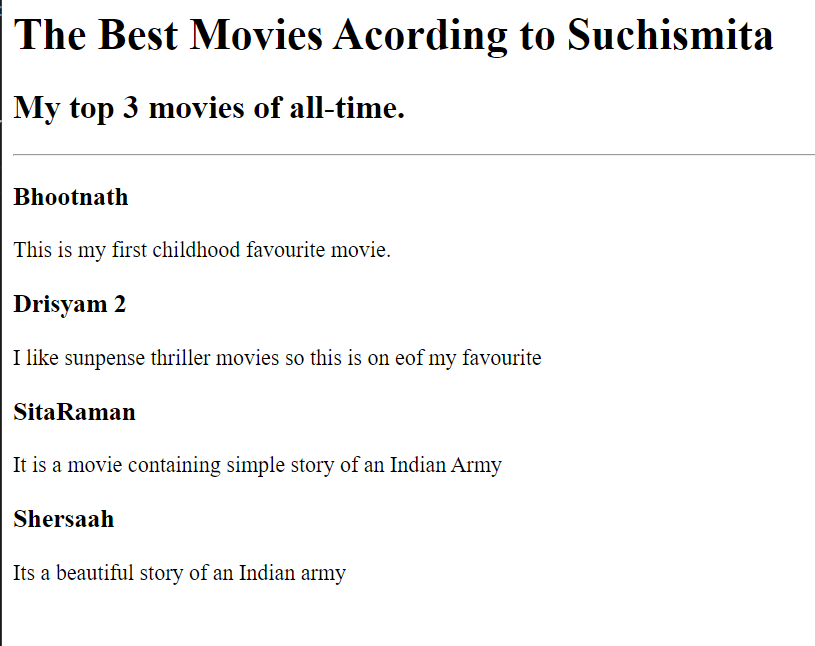 The Best Movies Acording to Suchismita
My top 3 movies of all-time.
Bhootnath
This is my first childhood favourite movie.
Drisyam 2
I like sunpense thriller movies so this is on eof my favourite
SitaRaman
It is a movie containing simple story of an Indian Army
Shersaah
Its a beautiful story of an Indian army